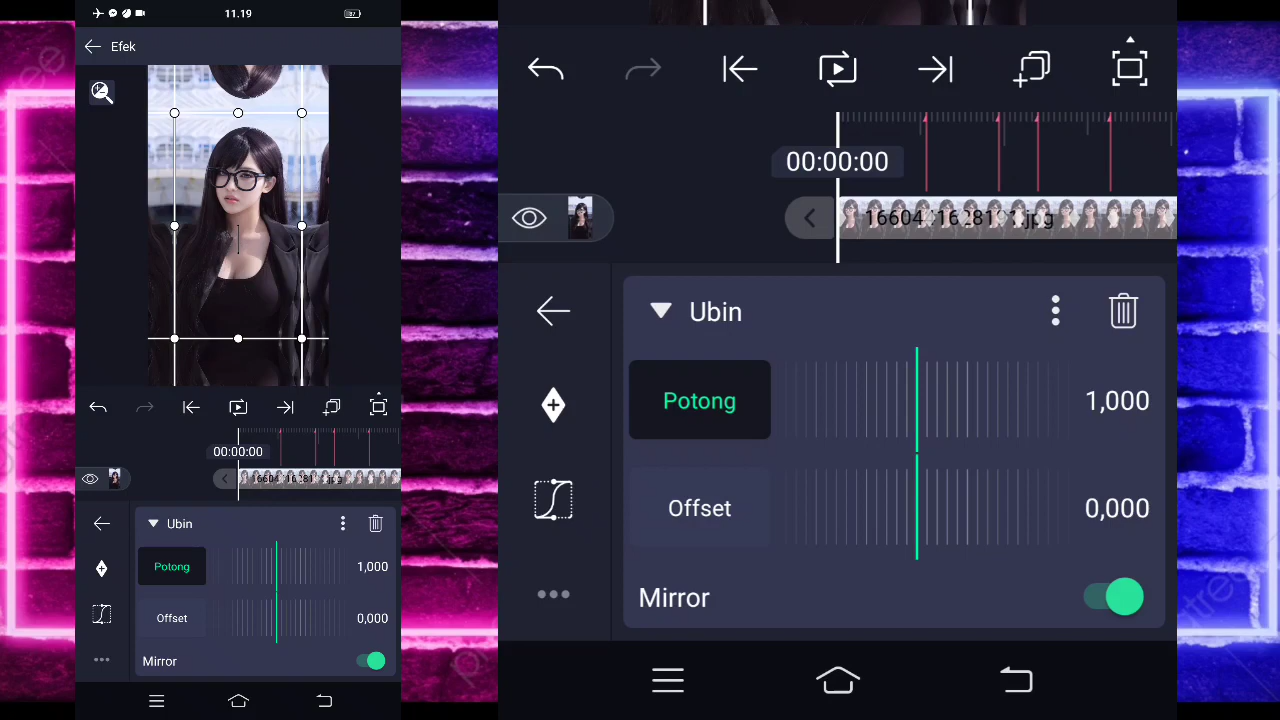 11.19
Efek
00:00:00
Ubin
Potong
1,000
Offset
0,000
Mirror
00:00:00
Ubin
Potong
1,000
Offset
0,000
Mirror